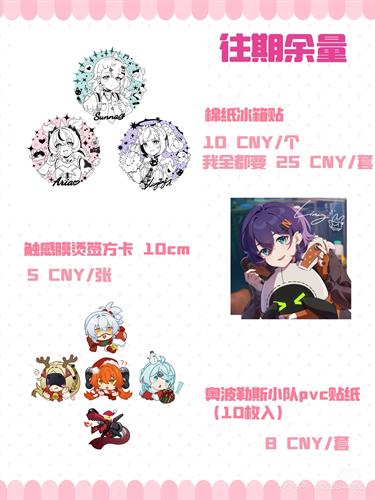 往期余量
Sunna
Aria
棉纸冰箱贴
10 CNY/个
我全都要 25 CNY/套
触感膜烫签方卡 10cm
5 CNY/张
奥波勒斯小队pvc贴纸
（10枚入）
8 CNY/套